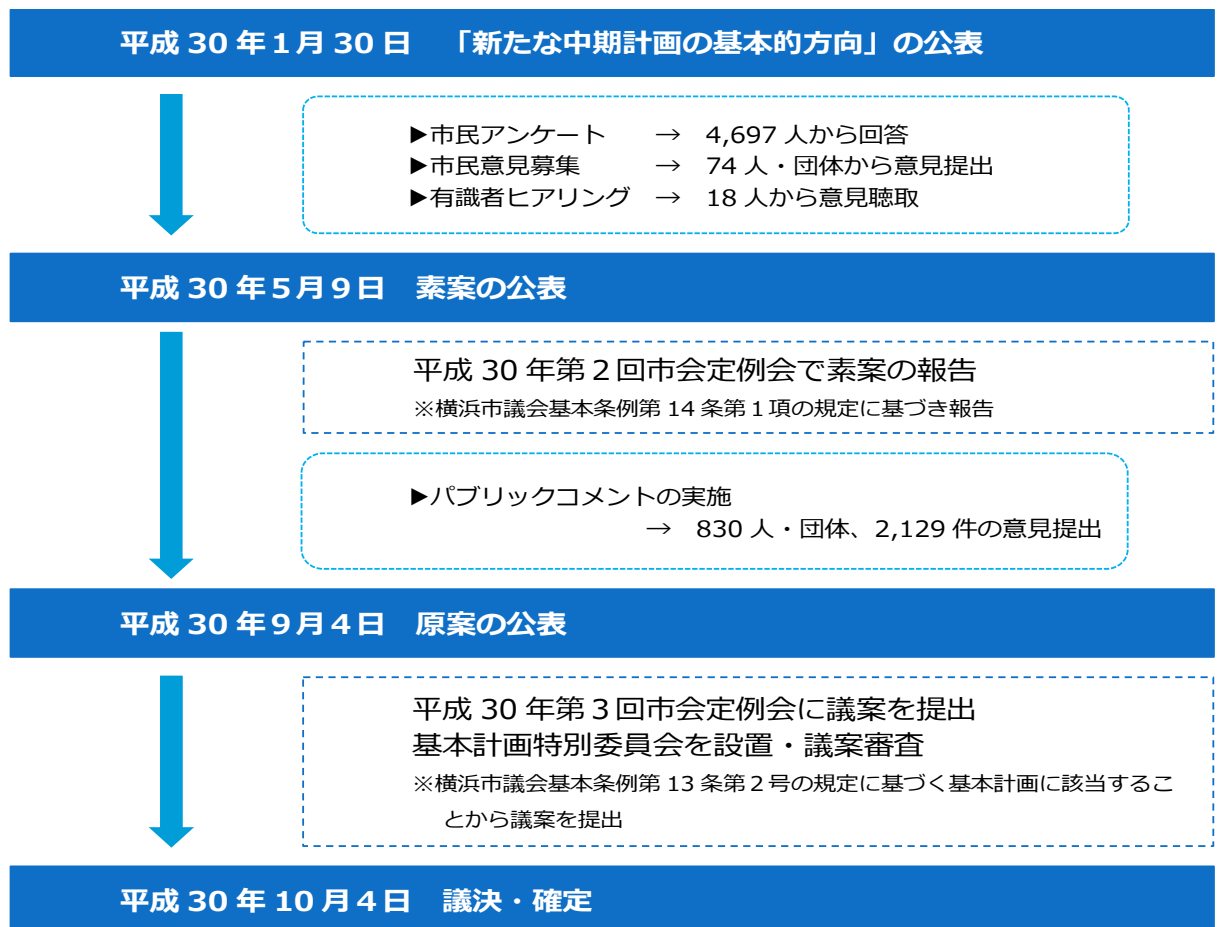 平成 30 年１月 30 日　「新たな中期計画の基本的方向」の公表
▶市民アンケート　　→　4,697 人から回答
▶市民意見募集　　　→　74 人・団体から意見提出
▶有識者ヒアリング　→　18 人から意見聴取
平成 30 年５月９日　素案の公表
平成 30 年第２回市会定例会で素案の報告
※横浜市議会基本条例第 14 条第１項の規定に基づき報告
▶パブリックコメントの実施
→　830 人・団体、2,129 件の意見提出
平成 30 年９月４日　原案の公表
平成 30 年第３回市会定例会に議案を提出
基本計画特別委員会を設置・議案審査
※横浜市議会基本条例第 13 条第２号の規定に基づく基本計画に該当するこ
とから議案を提出
平成 30 年 10 月４日　議決・確定